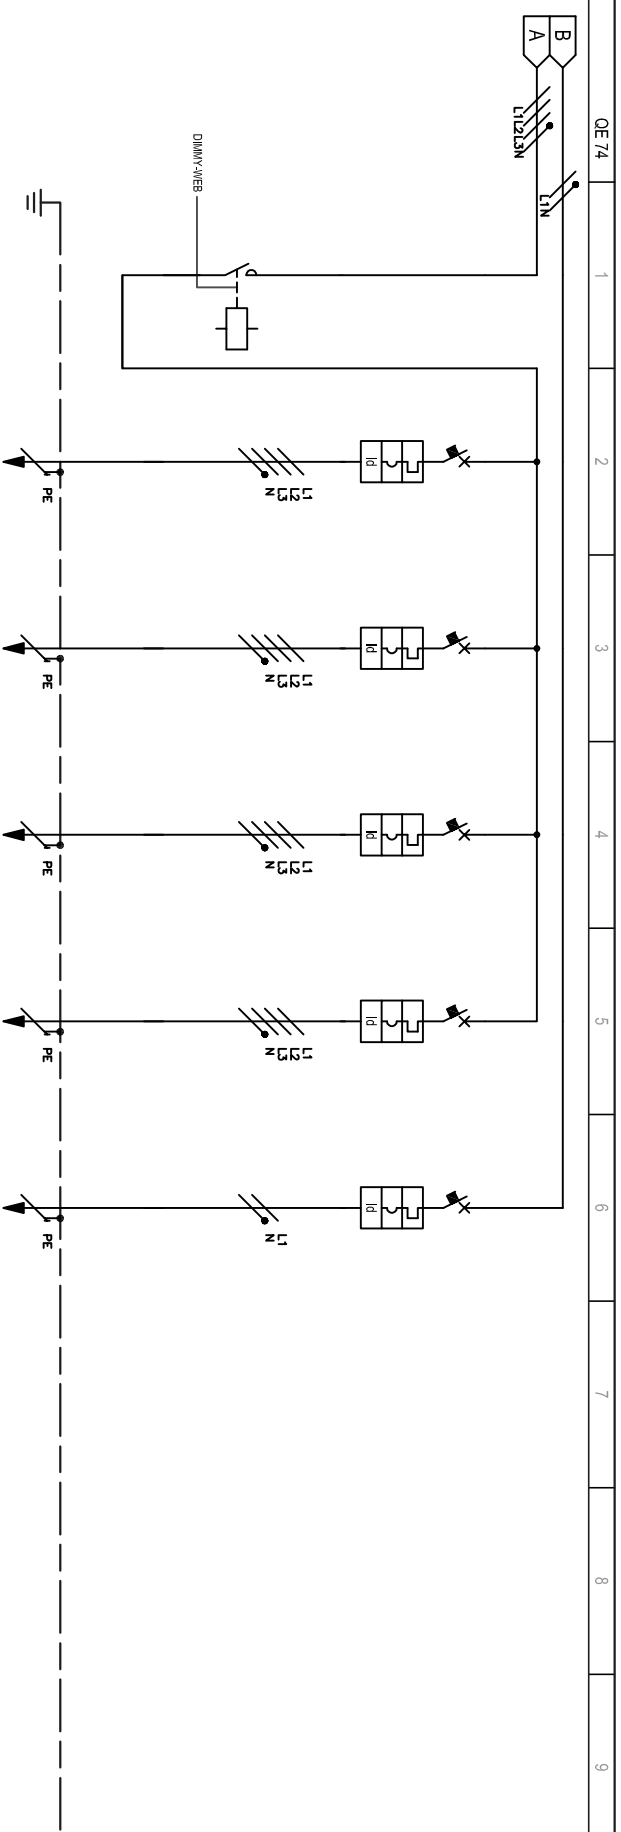 QE 74
1
2
3
4
5
6
7
8
9
B
A
L1L2L3N
L1N
DIMMY-WEB
Id
L1
L2
L3
N
PE
Id
L1
L2
L3
N
PE
Id
L1
L2
L3
N
PE
Id
L1
L2
L3
N
PE
Id
L1
N
PE